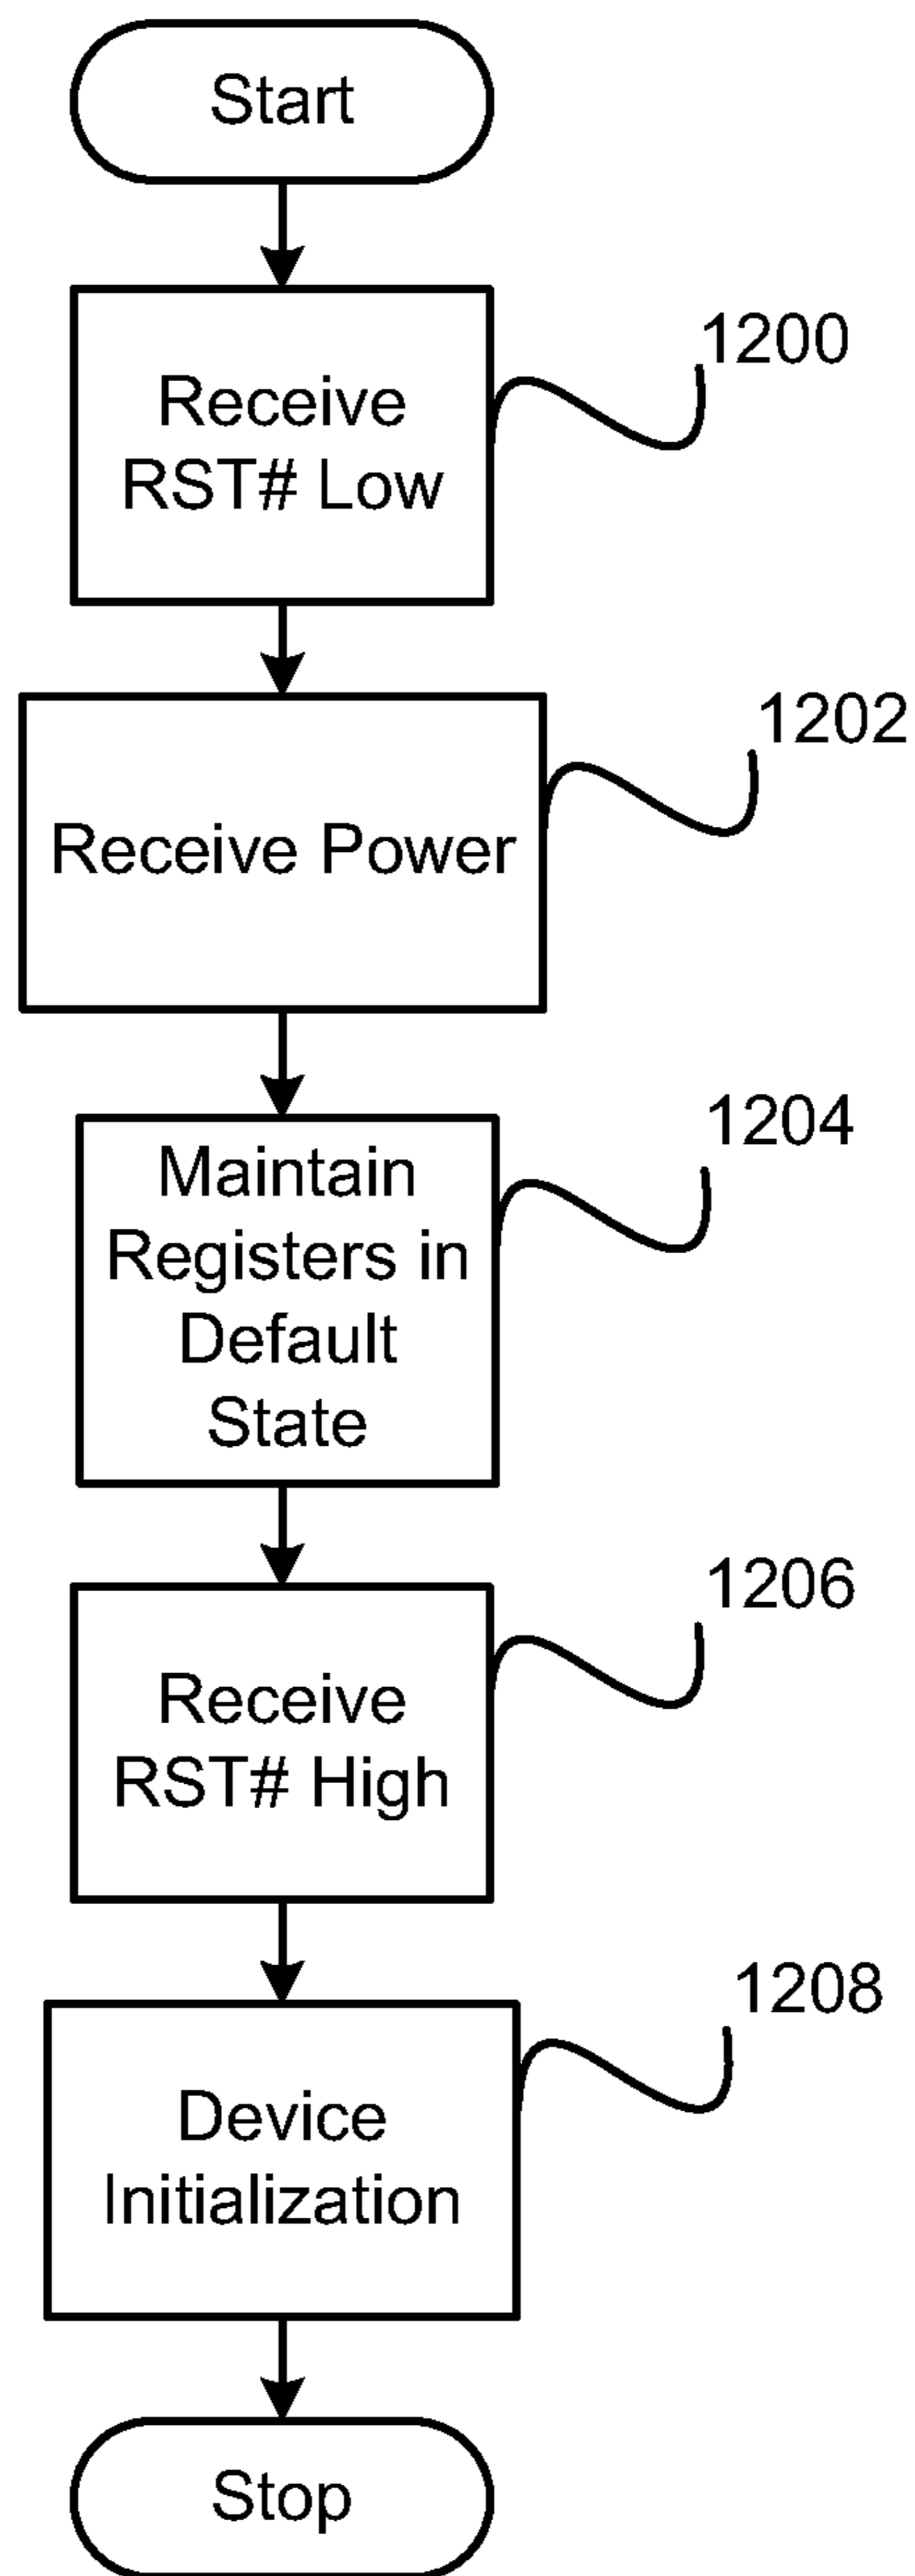 Start
Receive
RST# Low
1200
Receive Power
1202
Maintain
Registers in
Default
State
1204
Receive
RST# High
1206
Device
Initialization
1208
Stop